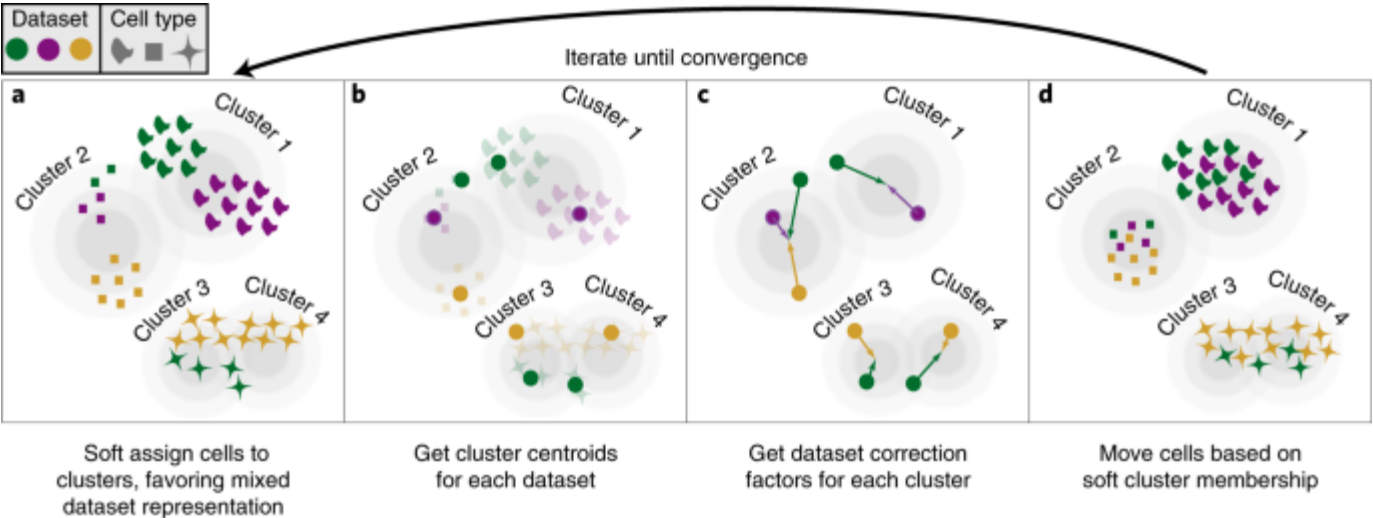 Dataset
Cell type
Iterate until convergence
a
Cluster 1
Cluster 2
Cluster 3
Cluster 4
b
Cluster 1
Cluster 2
Cluster 3
Cluster 4
c
Cluster 1
Cluster 2
Cluster 3
Cluster 4
d
Cluster 1
Cluster 2
Cluster 3
Cluster 4
Soft assign cells to
clusters, favoring mixed
dataset representation
Get cluster centroids
for each dataset
Get dataset correction
factors for each cluster
Move cells based on
soft cluster membership